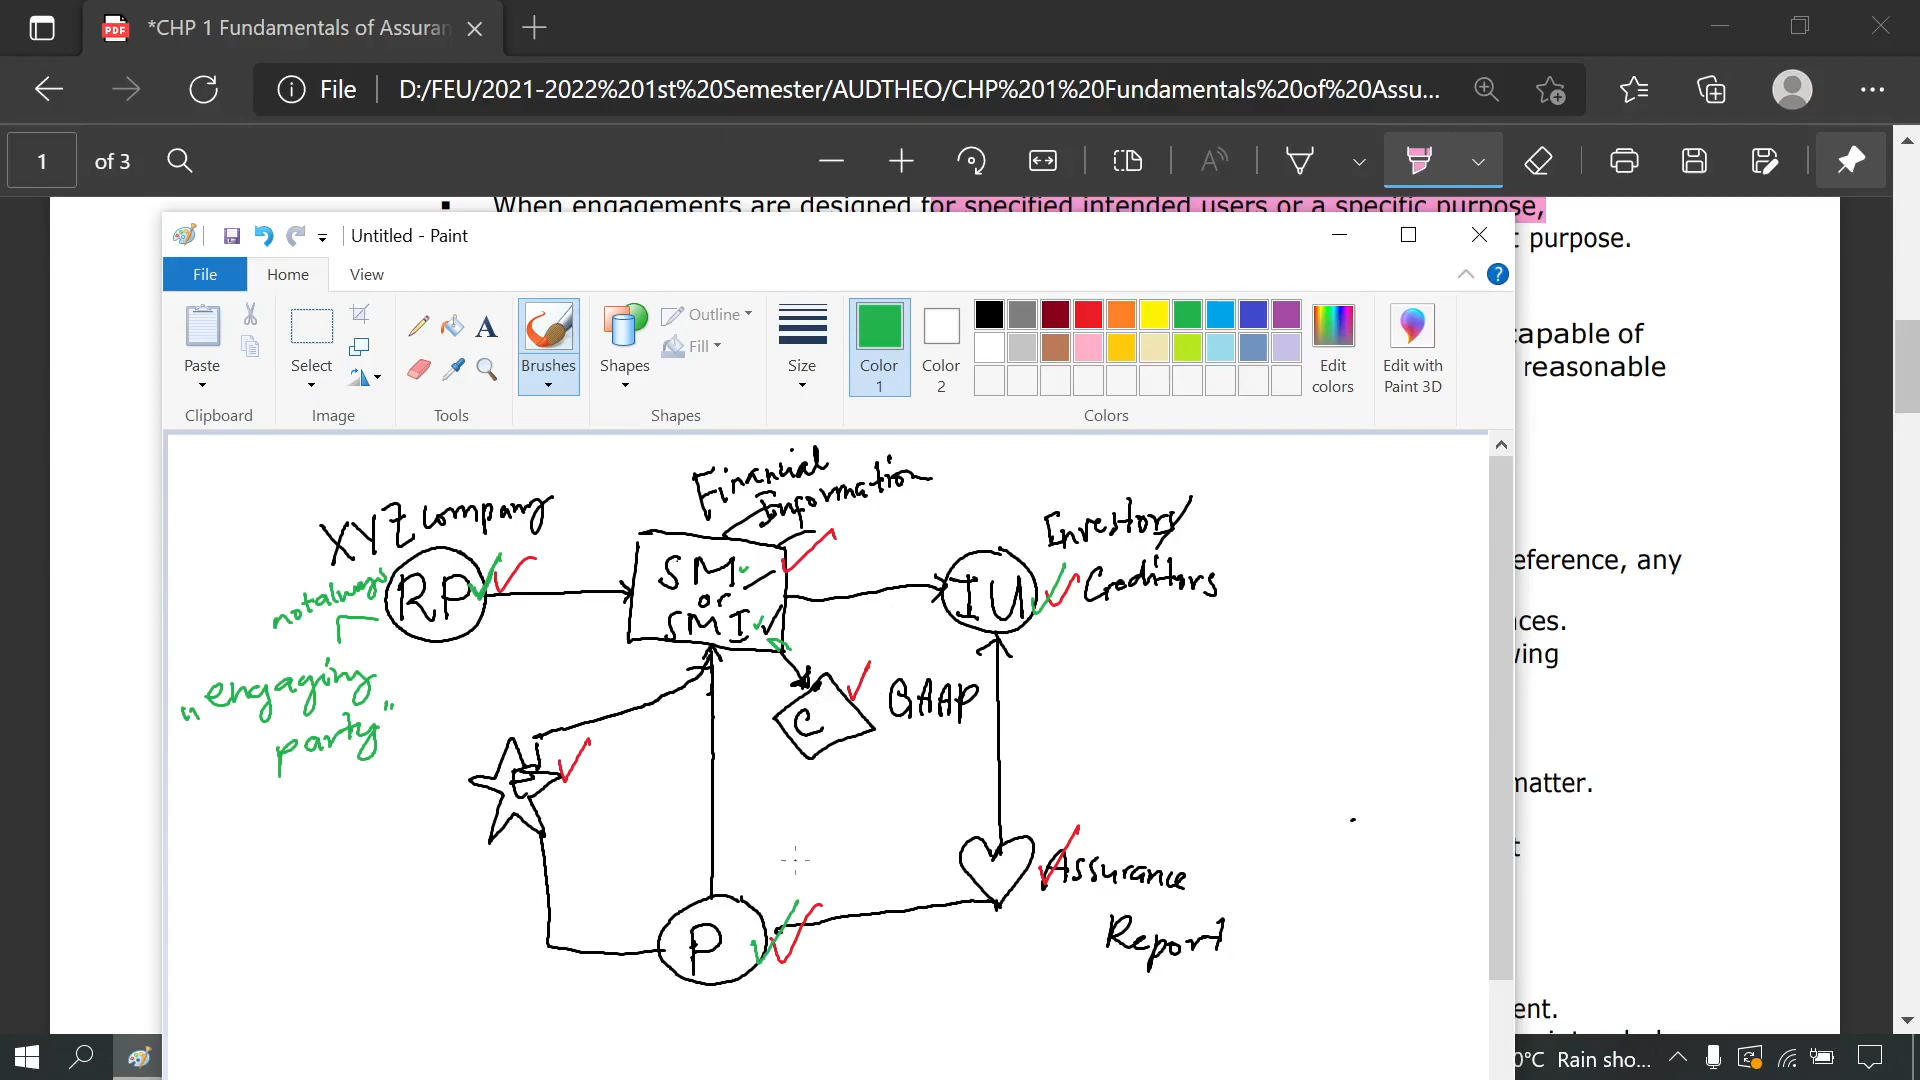 *CHP 1 Fundamentals of Assuran
File
D:/FEU/2021-2022%201st%20Semester/AUDTHEO/CHP%201%20Fundamentals%20of%20Assu...
1 of 3
When engagements are designed for specified intended users or a specific purpose,
purpose.
Untitled - Paint
File Home View
Paste
Select
Brushes
Shapes
Outline
Fill
Size
Color 1
Color 2
Edit colors
Edit with Paint 3D
Clipboard Image Tools Shapes Colors
capable of
reasonable
eference, any
ces.
ving
matter.
t
ent.
XYZ company
Financial
Information
RP
SM
or
SMI
IU
Investors
Creditors
not always
"engaging
party"
C
GAAP
E
P
Assurance
Report
0°C Rain sho...